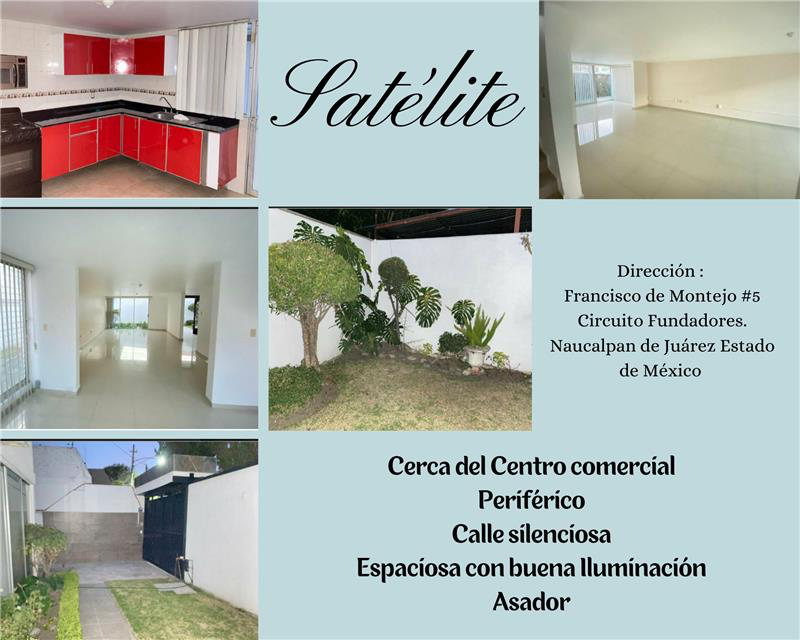 Satélite
Dirección :
Francisco de Montejo #5
Circuito Fundadores.
Naucalpan de Juárez Estado
de México
Cerca del Centro comercial
Periférico
Calle silenciosa
Espaciosa con buena Iluminación
Asador